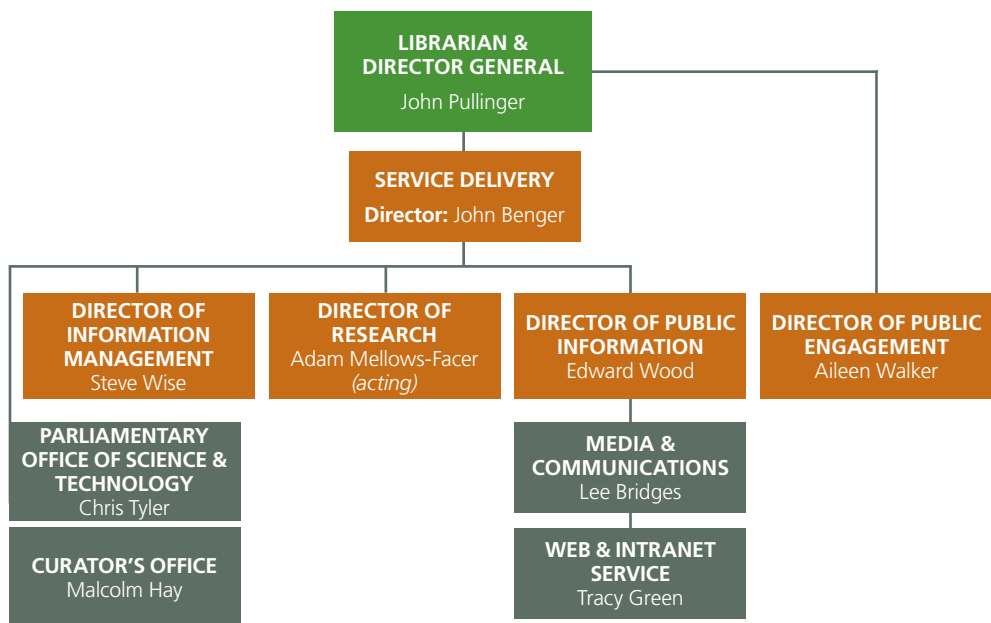 LIBRARIAN &
DIRECTOR GENERAL
John Pullinger
SERVICE DELIVERY
Director: John Benger
DIRECTOR OF
INFORMATION
MANAGEMENT
Steve Wise
DIRECTOR OF
RESEARCH
Adam Mellows-Facer
(acting)
DIRECTOR OF PUBLIC
INFORMATION
Edward Wood
DIRECTOR OF PUBLIC
ENGAGEMENT
Aileen Walker
PARLIAMENTARY
OFFICE OF SCIENCE &
TECHNOLOGY
Chris Tyler
MEDIA &
COMMUNICATIONS
Lee Bridges
CURATOR'S OFFICE
Malcolm Hay
WEB & INTRANET
SERVICE
Tracy Green